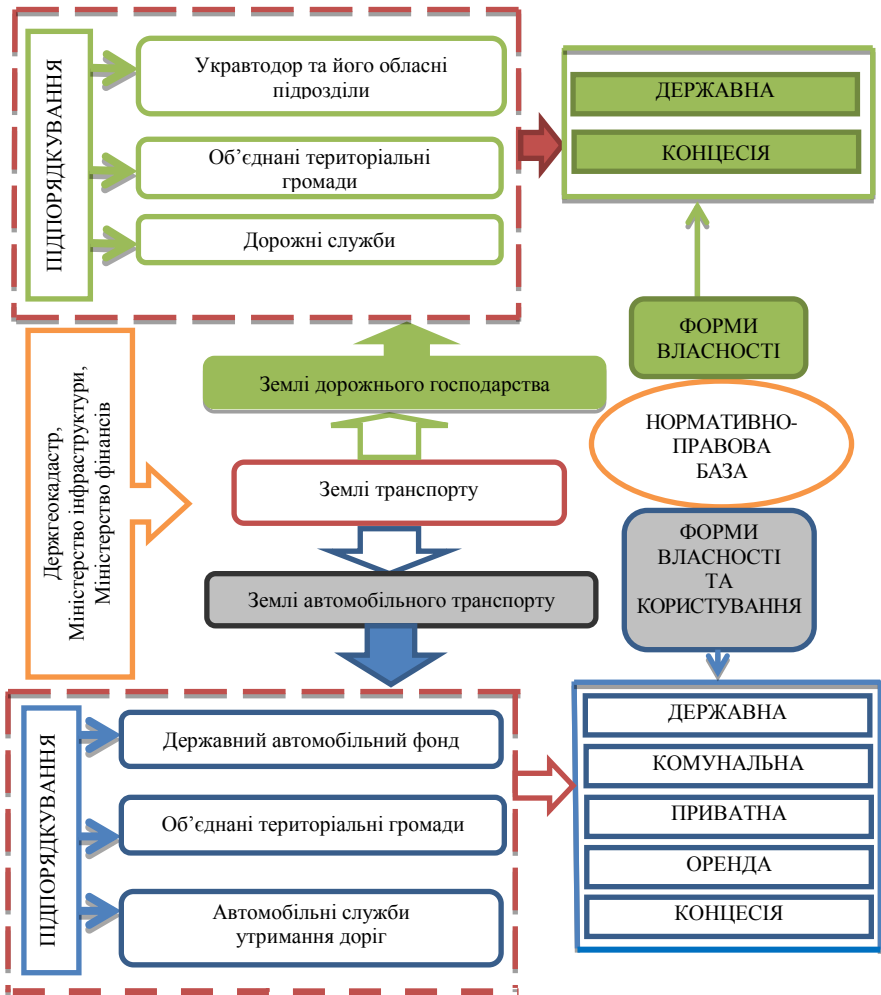 ПІДПОРЯДКУВАННЯ
Укравтодор та його обласні
підрозділи
Об’єднані територіальні
громади
Дорожні служби
ДЕРЖАВНА
КОНЦЕСІЯ
ФОРМИ
ВЛАСНОСТІ
НОРМАТИВНО-
ПРАВОВА
БАЗА
Держгеокадастр,
Міністерство інфраструктури,
Міністерство фінансів
Землі дорожнього господарства
Землі транспорту
Землі автомобільного транспорту
ФОРМИ
ВЛАСНОСТІ
ТА
КОРИСТУВАННЯ
ПІДПОРЯДКУВАННЯ
Державний автомобільний фонд
Об’єднані територіальні громади
Автомобільні служби
утримання доріг
ДЕРЖАВНА
КОМУНАЛЬНА
ПРИВАТНА
ОРЕНДА
КОНЦЕСІЯ